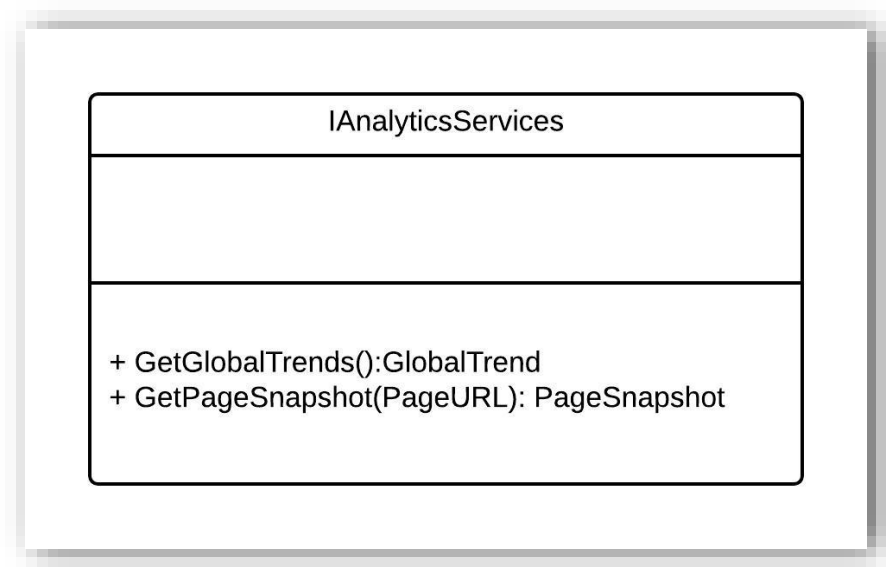 IAnalyticsServices
+ GetGlobalTrends():GlobalTrend
+ GetPageSnapshot(PageURL): PageSnapshot